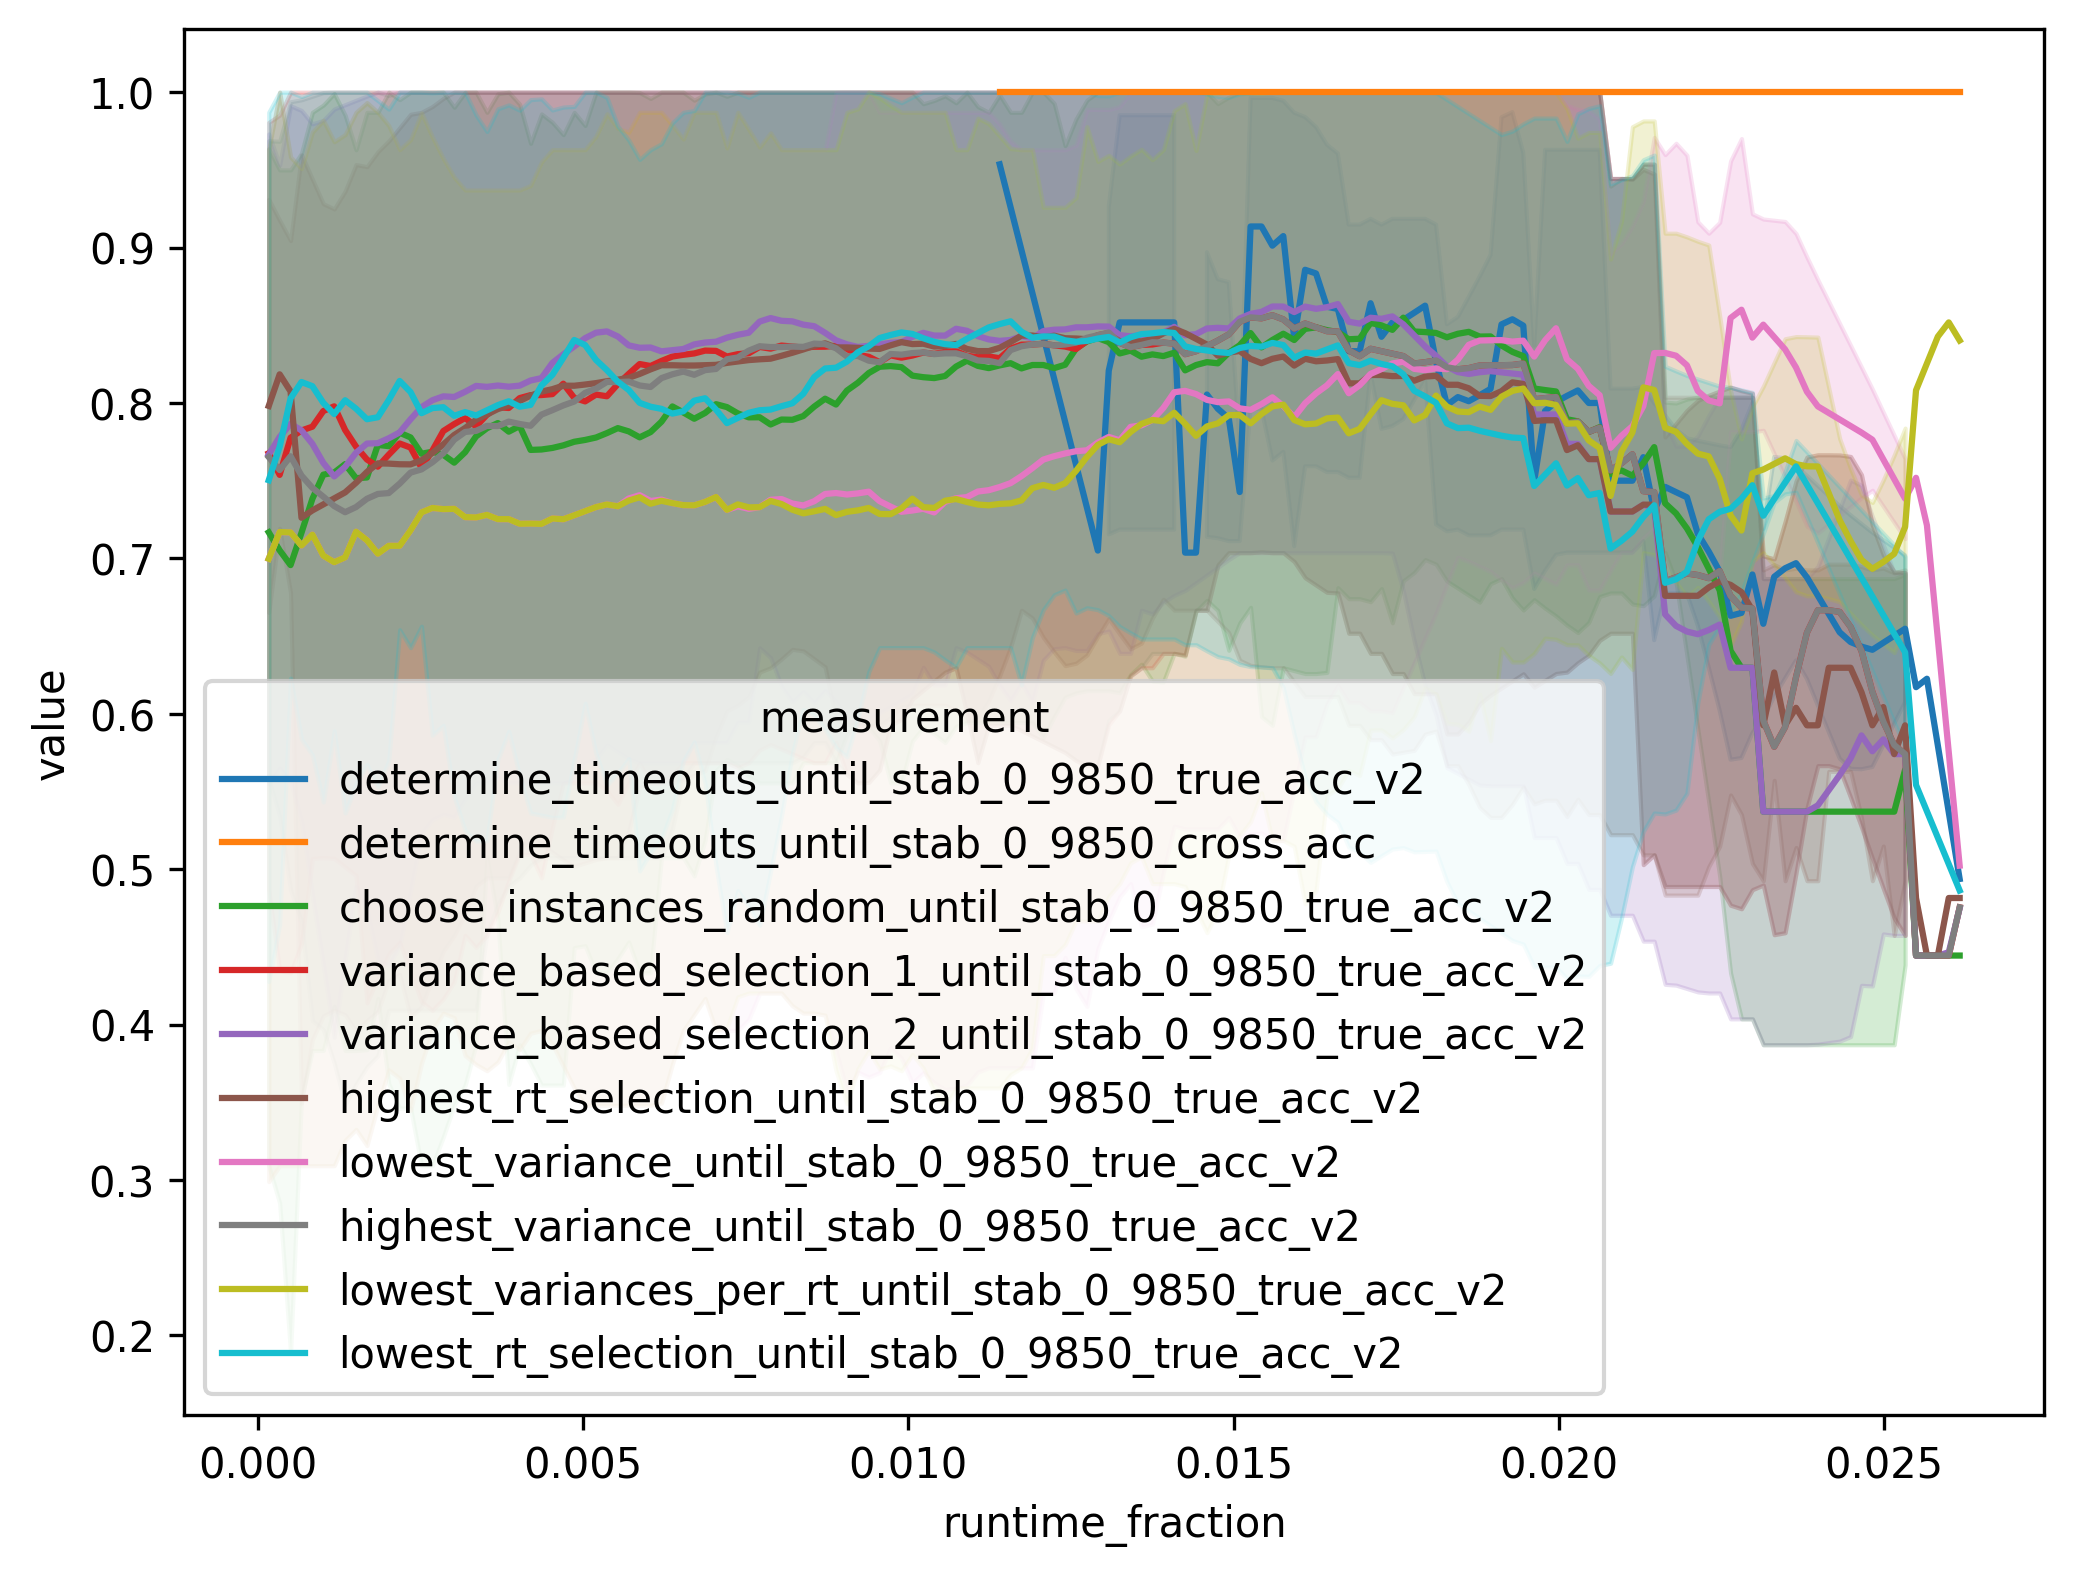 1.0
0.9
0.8
0.7
0.6
0.5
0.4
0.3
0.2
value
measurement
determine_timeouts_until_stab_0_9850_true_acc_v2
determine_timeouts_until_stab_0_9850_cross_acc
choose_instances_random_until_stab_0_9850_true_acc_v2
variance_based_selection_1_until_stab_0_9850_true_acc_v2
variance_based_selection_2_until_stab_0_9850_true_acc_v2
highest_rt_selection_until_stab_0_9850_true_acc_v2
lowest_variance_until_stab_0_9850_true_acc_v2
highest_variance_until_stab_0_9850_true_acc_v2
lowest_variances_per_rt_until_stab_0_9850_true_acc_v2
lowest_rt_selection_until_stab_0_9850_true_acc_v2
0.000 0.005 0.010 0.015 0.020 0.025
runtime_fraction